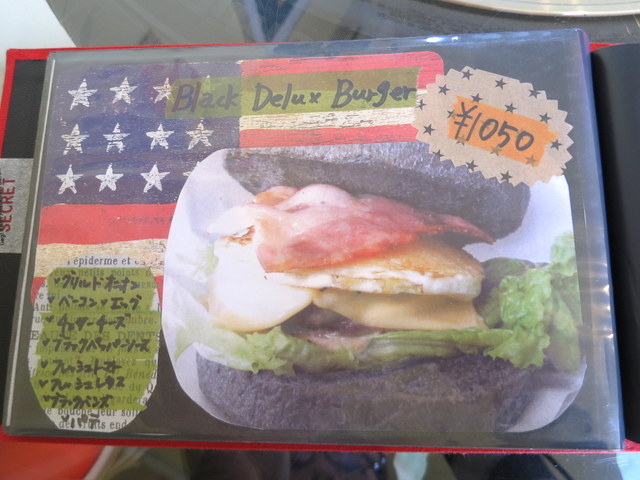 Black Delux Burger
¥1050
SECRET
l'épiderme et
♥グリルドオニオン
♥ベーコン♥エッグ
♥チェダーチーズ
♥ブラックペッパーソース
♥フレッシュトマト
♥フレッシュレタス
♥ブラックバンズ